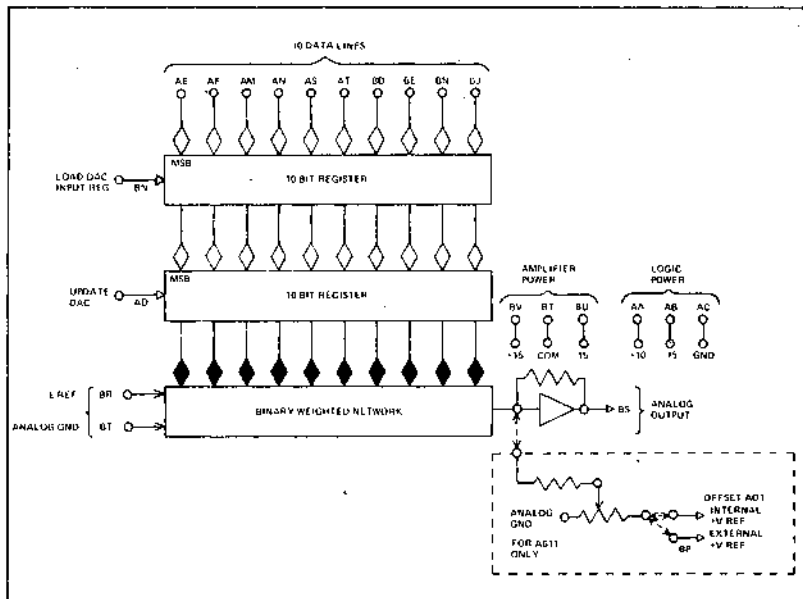 10 DATA LINES
AE AF AM AN AS AT BD BE BN BJ
MSB
10 BIT REGISTER
LOAD DAC
INPUT REG
BN
MSB
10 BIT REGISTER
UPDATE
DAC
AD
AMPLIFIER
POWER
LOGIC
POWER
BV BT BU
AA AB AC
COM 15
+10 GND
E REF
BR
ANALOG GND
BT
BINARY WEIGHTED NETWORK
BS
ANALOG
OUTPUT
ANALOG
GND
OFFSET ADJ
INTERNAL
+V REF
EXTERNAL
+V REF
BP
FOR A611
ONLY